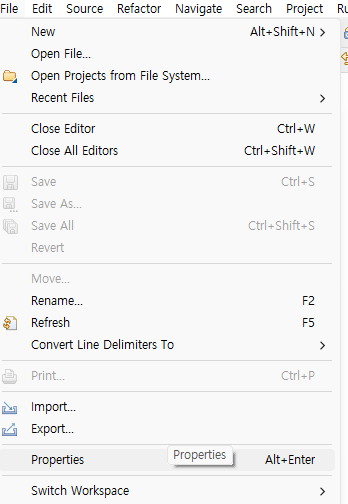 File Edit Source Refactor Navigate Search Project
New Alt+Shift+N
Open File...
Open Projects from File System...
Recent Files
Close Editor Ctrl+W
Close All Editors Ctrl+Shift+W
Save Ctrl+S
Save As...
Save All Ctrl+Shift+S
Revert
Move...
Rename... F2
Refresh F5
Convert Line Delimiters To
Print... Ctrl+P
Import...
Export...
Properties Properties Alt+Enter
Switch Workspace